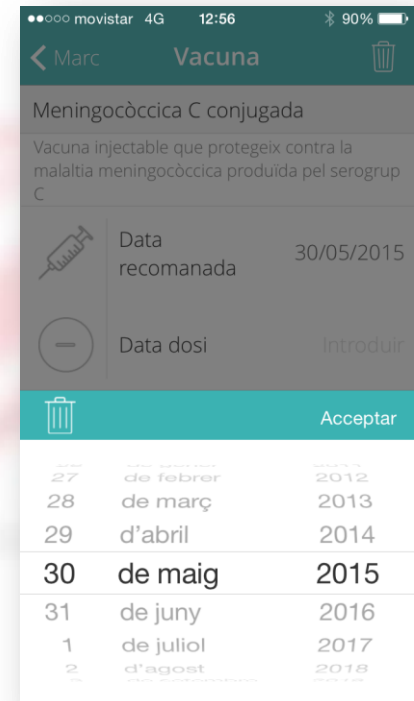 movistar 4G 12:56 90%
Marc Vacuna
Meningocòccica C conjugada
Vacuna injectable que protegeix contra la
malaltia meningocòccica produïda pel serogrup
C
Data
recomanada 30/05/2015
Data dosi Introduir
Acceptar
27 de febrer 2012
28 de març 2013
29 d'abril 2014
30 de maig 2015
31 de juny 2016
1 de juliol 2017
2 d'agost 2018